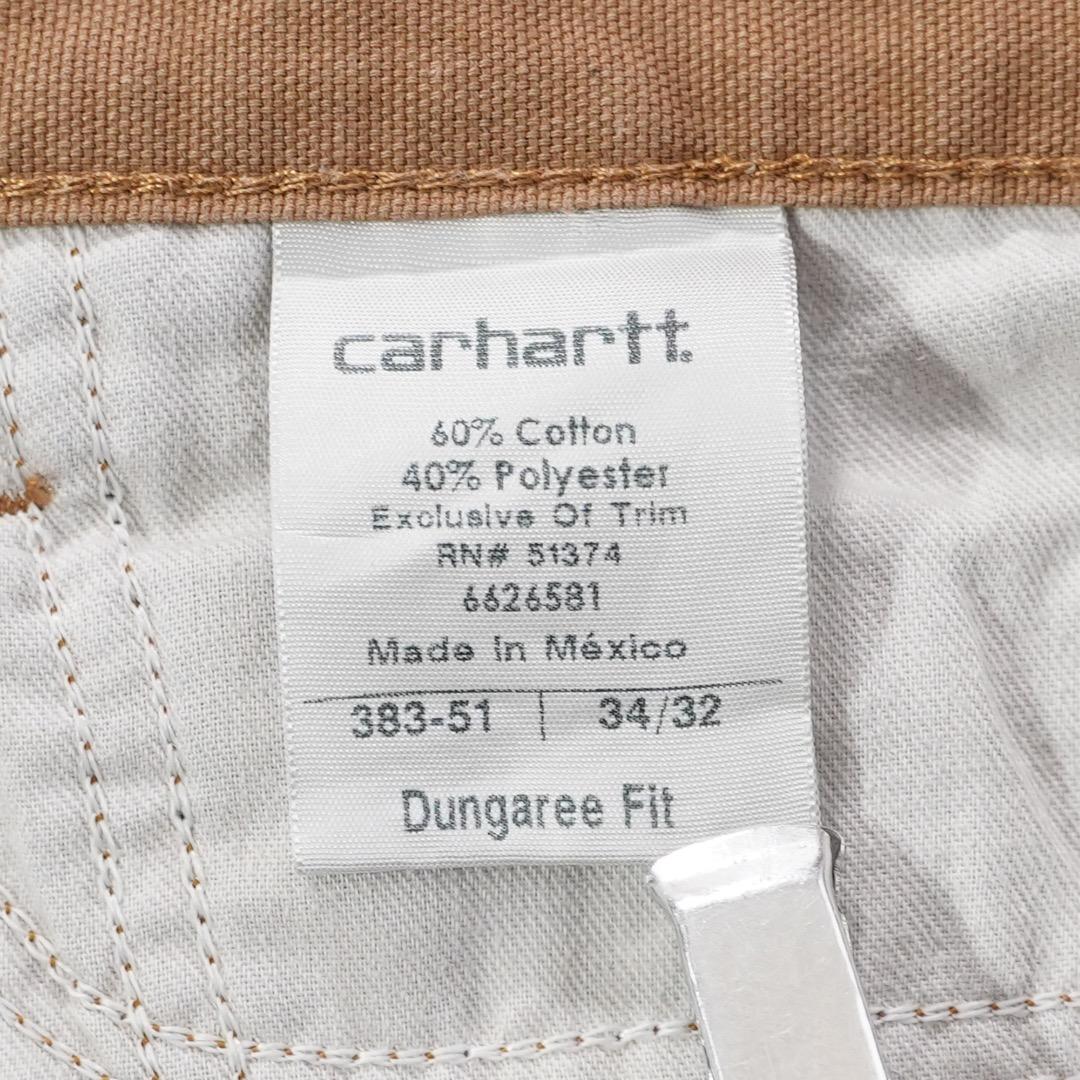 carhartt.
60% Cotton
40% Polyester
Exclusive Of Trim
RN# 51374
6626581
Made in México
383-51 | 34/32
Dungaree Fit